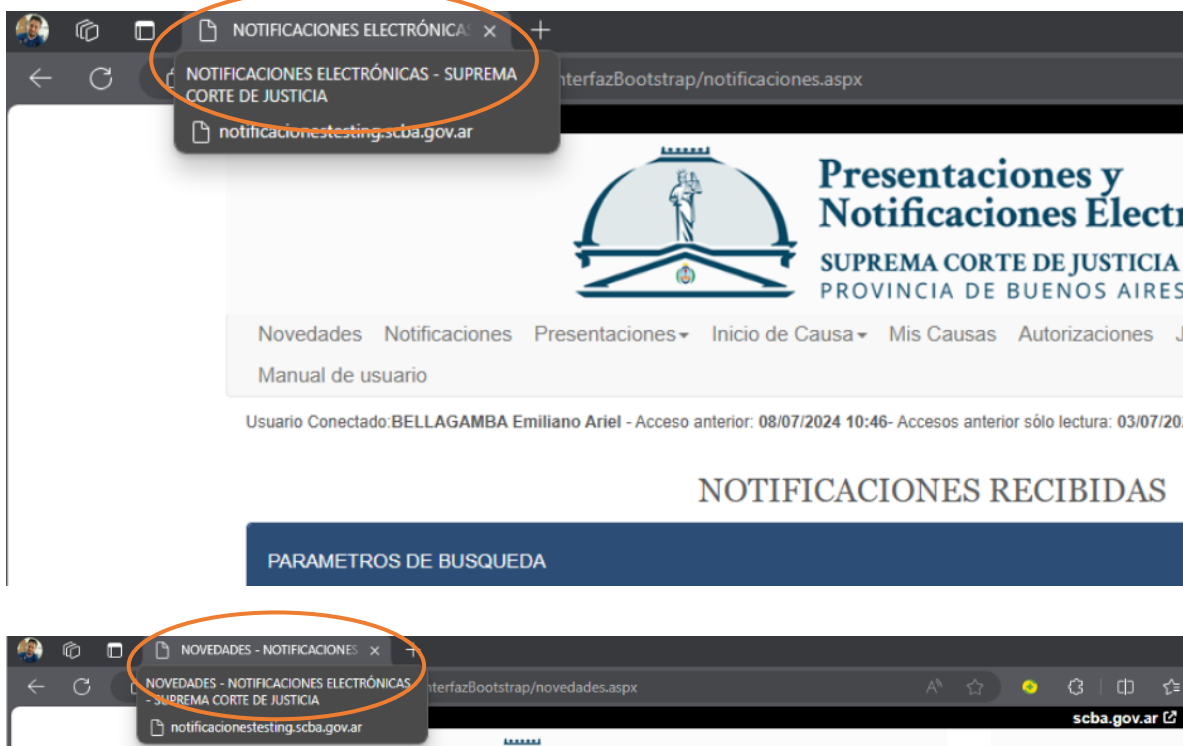 NOTIFICACIONES ELECTRÓNICA
NOTIFICACIONES ELECTRÓNICAS - SUPREMA
CORTE DE JUSTICIA
notificacionestesting.scba.gov.ar
nterfazBootstrap/notificaciones.aspx
Presentaciones y
Notificaciones Electr
SUPREMA CORTE DE JUSTICIA
PROVINCIA DE BUENOS AIRES
Novedades Notificaciones Presentaciones Inicio de Causa Mis Causas Autorizaciones J
Manual de usuario
Usuario Conectado:BELLAGAMBA Emiliano Ariel - Acceso anterior: 08/07/2024 10:46- Accesos anterior sólo lectura: 03/07/20
NOTIFICACIONES RECIBIDAS
PARAMETROS DE BUSQUEDA
NOVEDADES - NOTIFICACIONES
NOVEDADES - NOTIFICACIONES ELECTRÓNICAS
- SUPREMA CORTE DE JUSTICIA
notificacionestesting.scba.gov.ar
nterfazBootstrap/novedades.aspx
scba.gov.ar